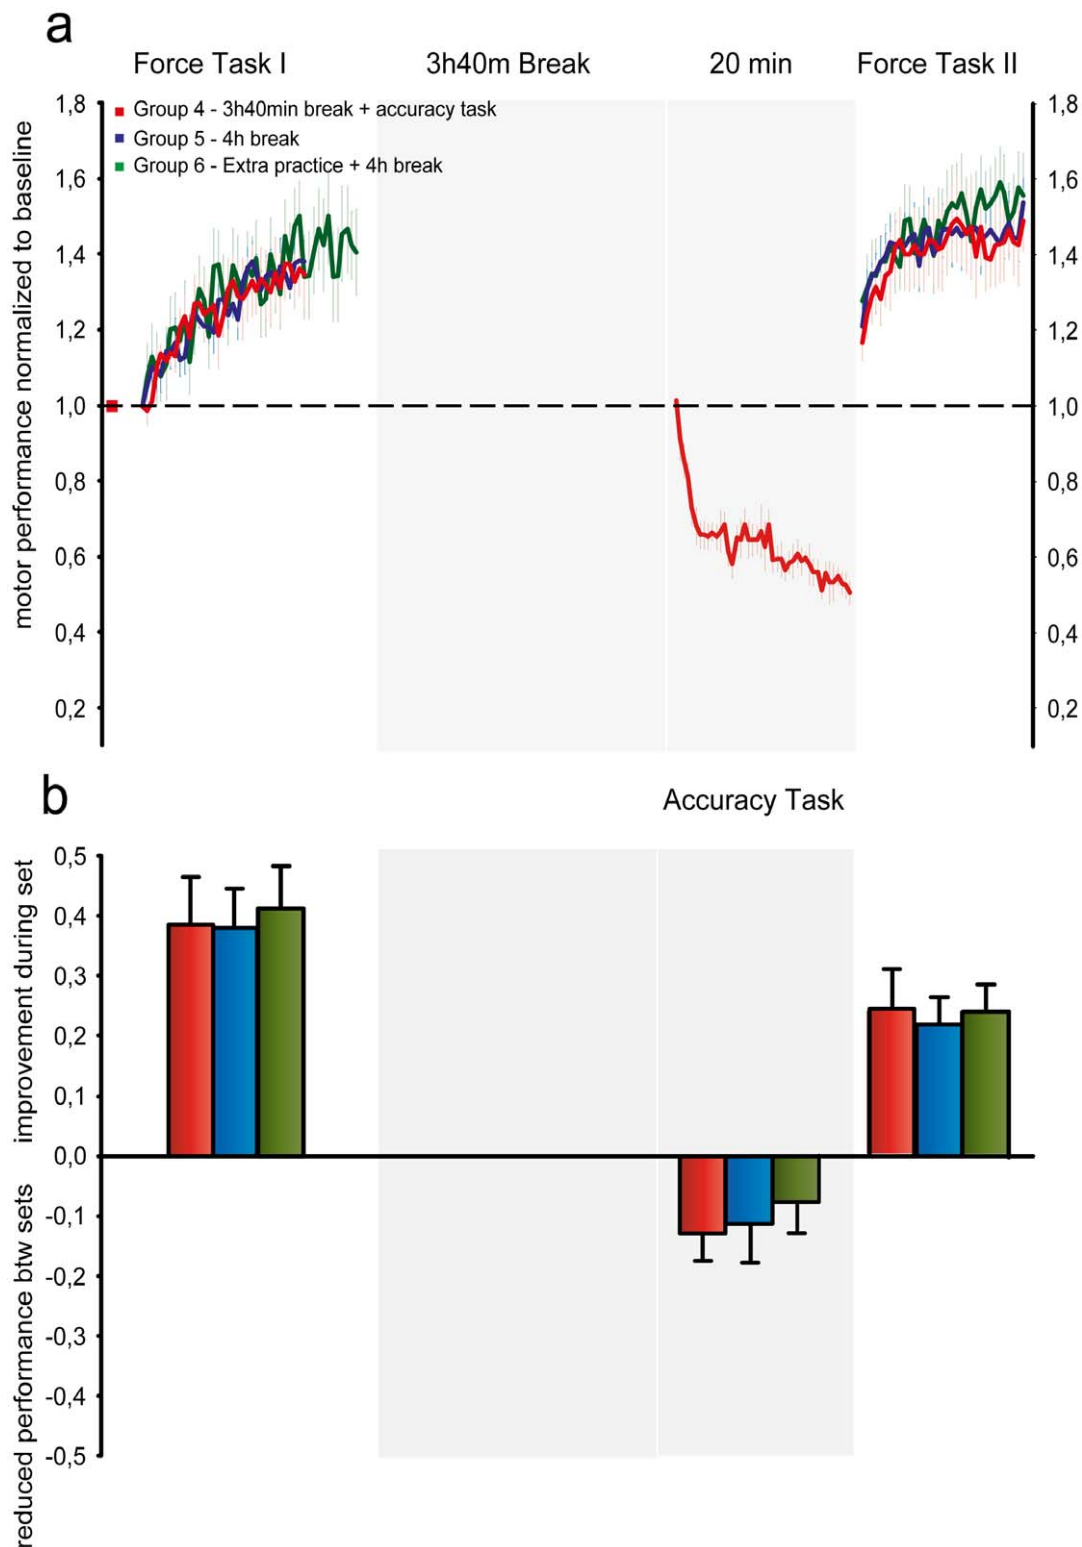 a
Force Task I 3h40m Break 20 min Force Task II
motor performance normalized to baseline
1,8
1,6
1,4
1,2
1,0
0,8
0,6
0,4
0,2
Group 4 - 3h40min break + accuracy task
Group 5 - 4h break
Group 6 - Extra practice + 4h break
1,8
1,6
1,4
1,2
1,0
0,8
0,6
0,4
0,2
b
Accuracy Task
improvement during set
reduced performance btw sets
0,5
0,4
0,3
0,2
0,1
0,0
-0,1
-0,2
-0,3
-0,4
-0,5